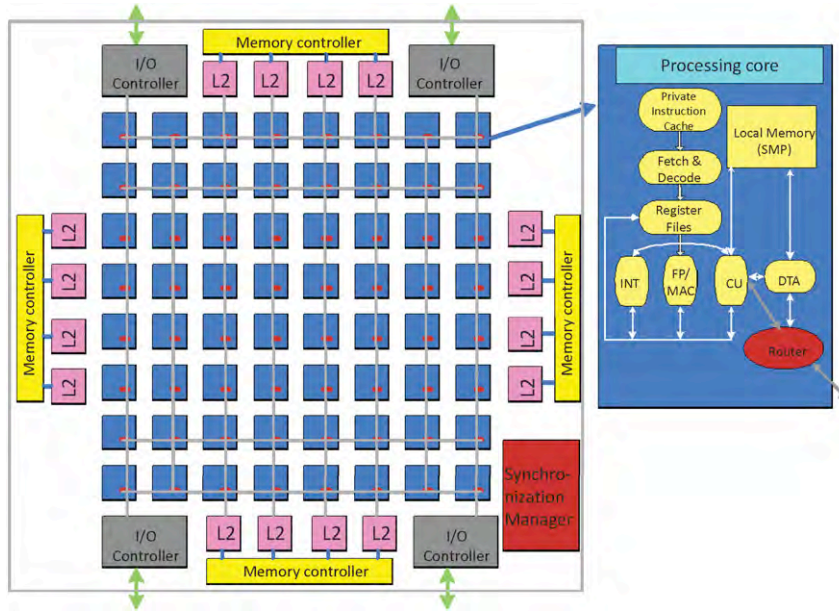 I/O
Controller
Memory controller
L2
L2
L2
L2
I/O
Controller
Memory controller
L2
L2
L2
L2
L2
L2
L2
L2
Memory controller
I/O
Controller
L2
L2
L2
L2
Memory controller
I/O
Controller
Synchro-
nization
Manager
Processing core
Private
Instruction
Cache
Local Memory
(SMP)
Fetch &
Decode
Register
Files
INT
FP/
MAC
CU
DTA
Router